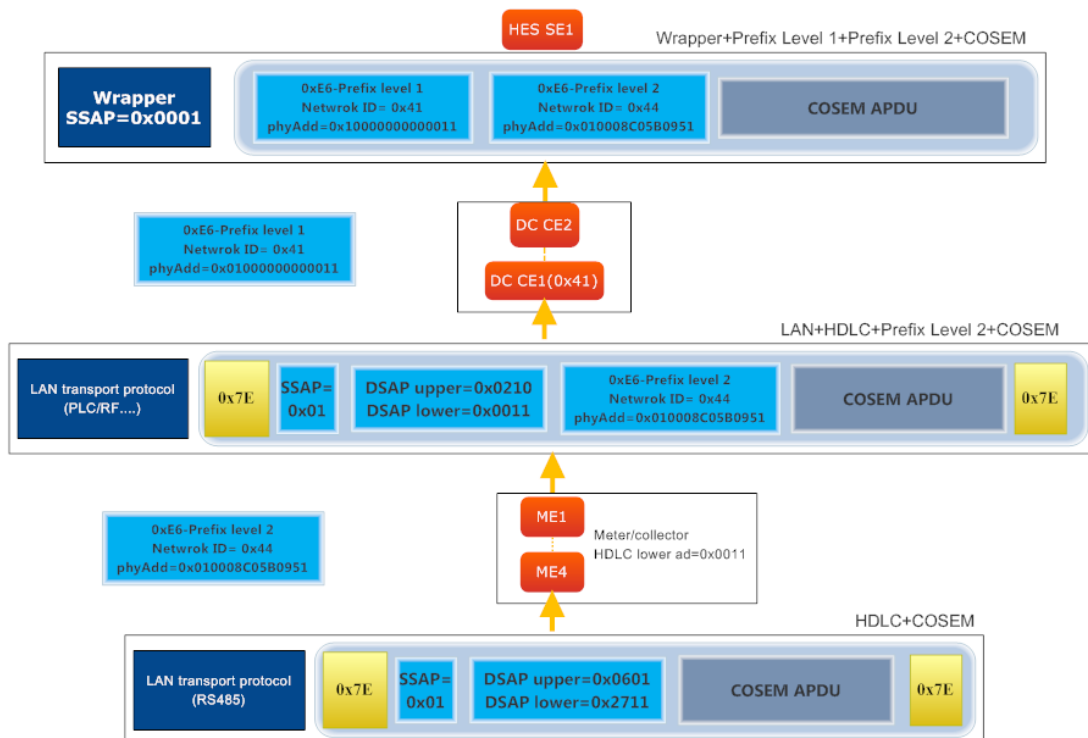 HES SE1
Wrapper+Prefix Level 1+Prefix Level 2+COSEM
Wrapper
SSAP=0x0001
0xE6-Prefix level 1
Netwrok ID= 0x41
phyAdd=0x10000000000011
0xE6-Prefix level 2
Netwrok ID= 0x44
phyAdd=0x010008C05B0951
COSEM APDU
0xE6-Prefix level 1
Netwrok ID= 0x41
phyAdd=0x01000000000011
DC CE2
DC CE1(0x41)
LAN+HDLC+Prefix Level 2+COSEM
LAN transport protocol
(PLC/RF....)
0x7E
SSAP=
0x01
DSAP upper=0x0210
DSAP lower=0x0011
0xE6-Prefix level 2
Netwrok ID= 0x44
phyAdd=0x010008C05B0951
COSEM APDU
0x7E
0xE6-Prefix level 2
Netwrok ID= 0x44
phyAdd=0x010008C05B0951
ME1
ME4
Meter/collector
HDLC lower ad=0x0011
HDLC+COSEM
LAN transport protocol
(RS485)
0x7E
SSAP=
0x01
DSAP upper=0x0601
DSAP lower=0x2711
COSEM APDU
0x7E